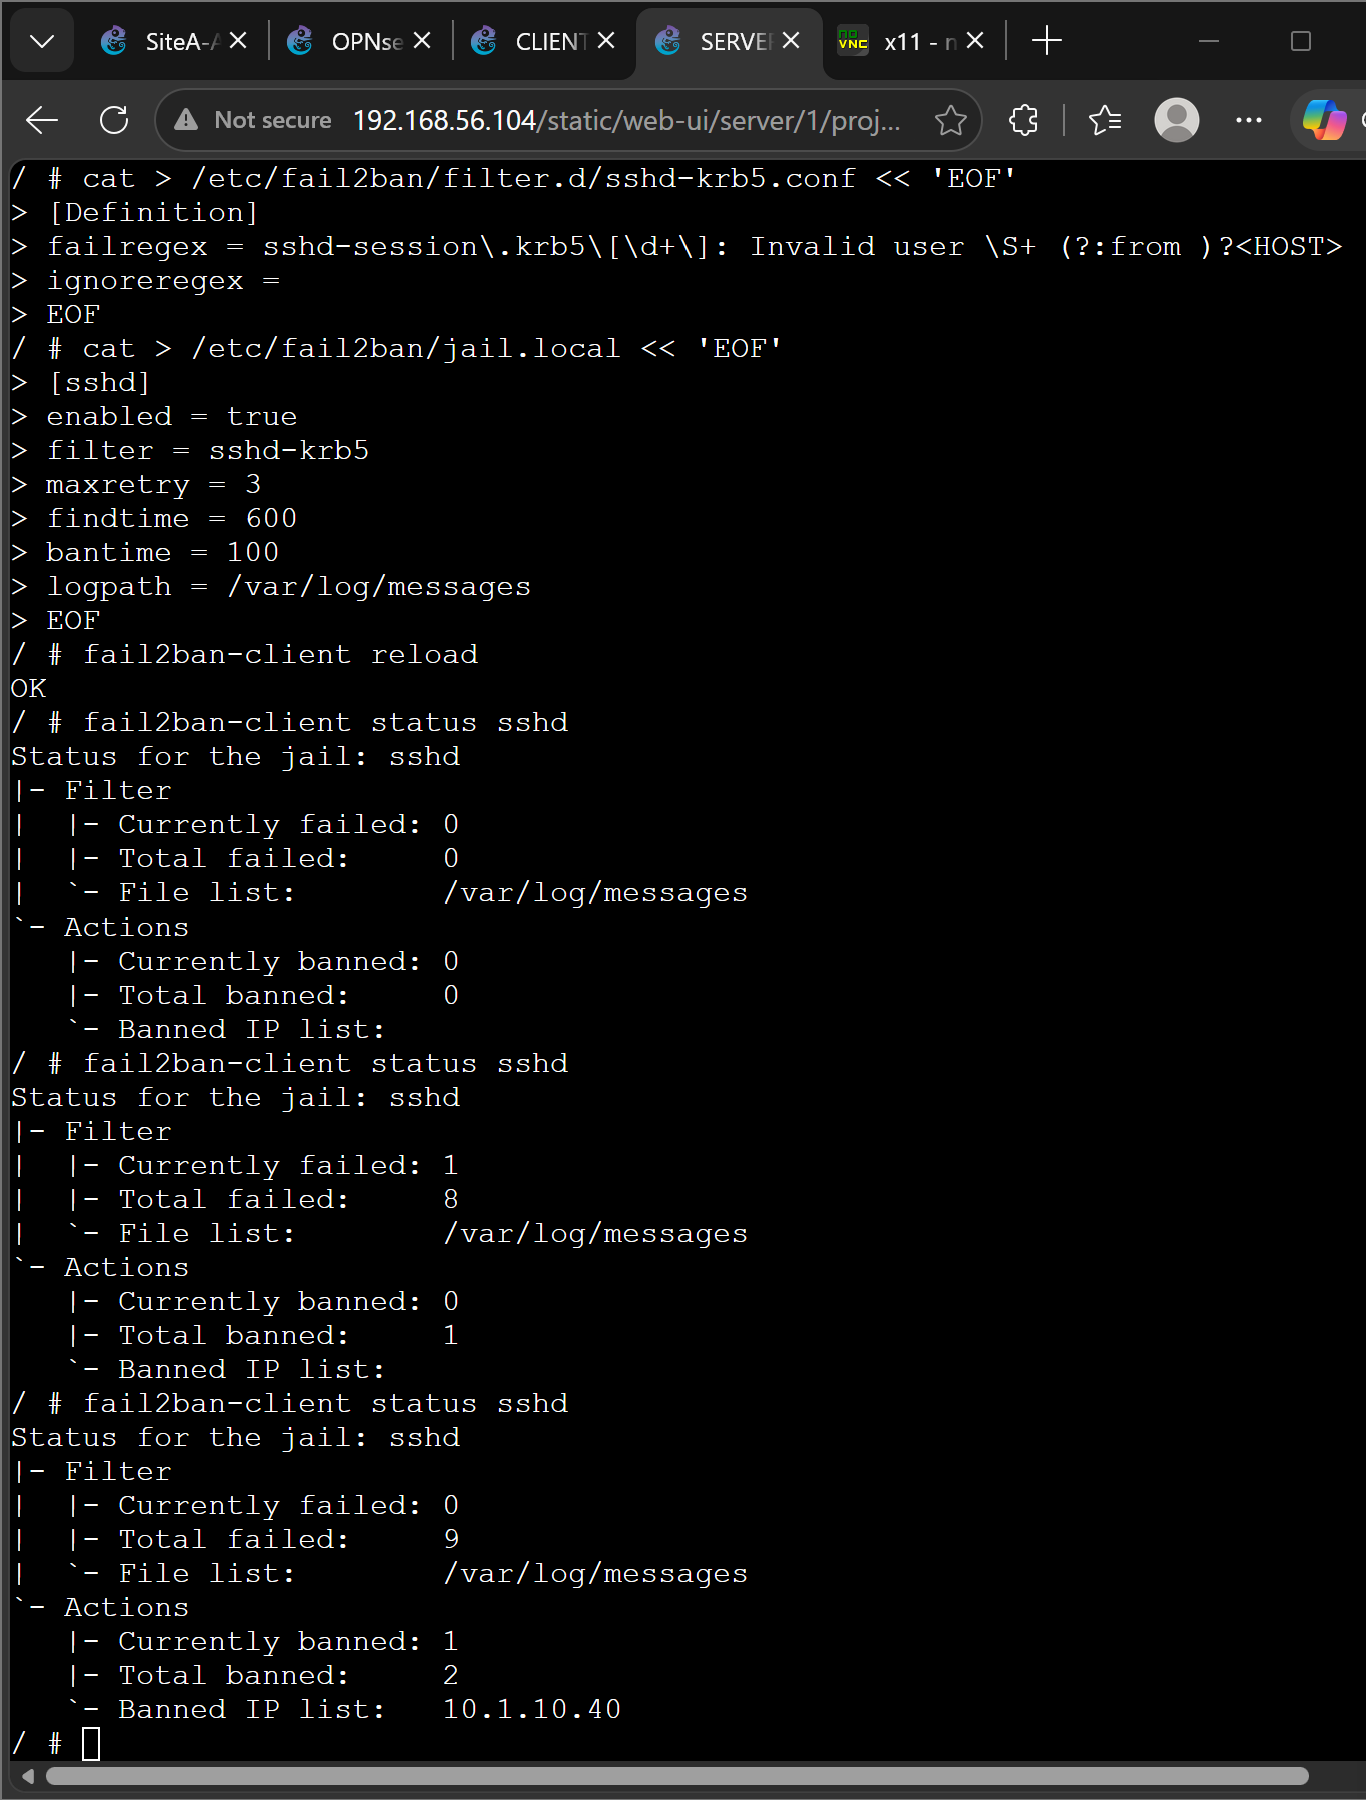 SiteA-A
OPNse
CLIENT
SERVER
x11 - n
Not secure 192.168.56.104/static/web-ui/server/1/proj...
/ # cat > /etc/fail2ban/filter.d/sshd-krb5.conf << 'EOF'
> [Definition]
> failregex = sshd-session\.krb5\[\d+\]: Invalid user \S+ (?:from )?<HOST>
> ignoreregex =
> EOF
/ # cat > /etc/fail2ban/jail.local << 'EOF'
> [sshd]
> enabled = true
> filter = sshd-krb5
> maxretry = 3
> findtime = 600
> bantime = 100
> logpath = /var/log/messages
> EOF
/ # fail2ban-client reload
OK
/ # fail2ban-client status sshd
Status for the jail: sshd
|- Filter
|  |- Currently failed: 0
|  |- Total failed:     0
|  `- File list:        /var/log/messages
`- Actions
   |- Currently banned: 0
   |- Total banned:     0
   `- Banned IP list:
/ # fail2ban-client status sshd
Status for the jail: sshd
|- Filter
|  |- Currently failed: 1
|  |- Total failed:     8
|  `- File list:        /var/log/messages
`- Actions
   |- Currently banned: 0
   |- Total banned:     1
   `- Banned IP list:
/ # fail2ban-client status sshd
Status for the jail: sshd
|- Filter
|  |- Currently failed: 0
|  |- Total failed:     9
|  `- File list:        /var/log/messages
`- Actions
   |- Currently banned: 1
   |- Total banned:     2
   `- Banned IP list:   10.1.10.40
/ #